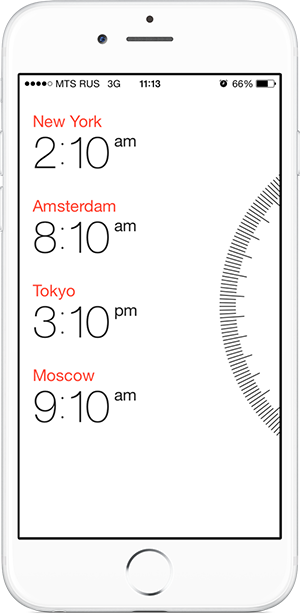 MTS RUS 3G 11:13 66%
New York
2:10 am
Amsterdam
8:10 am
Tokyo
3:10 pm
Moscow
9:10 am